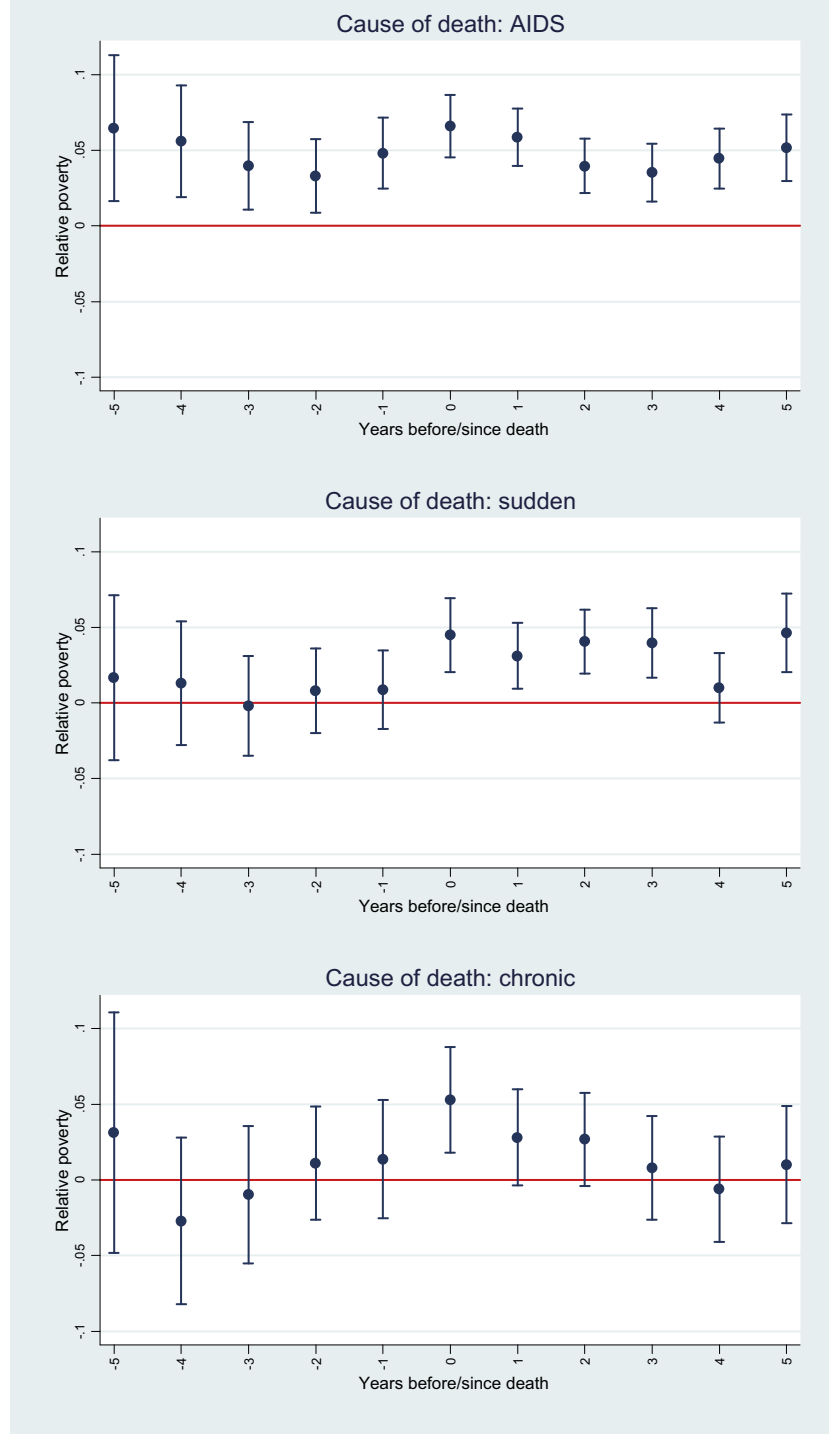 Cause of death: AIDS
Relative poverty
.1
.05
0
-.05
-.1
-5 -4 -3 -2 -1 0 1 2 3 4 5
Years before/since death
Cause of death: sudden
Relative poverty
.1
.05
0
-.05
-.1
-5 -4 -3 -2 -1 0 1 2 3 4 5
Years before/since death
Cause of death: chronic
Relative poverty
.1
.05
0
-.05
-.1
-5 -4 -3 -2 -1 0 1 2 3 4 5
Years before/since death